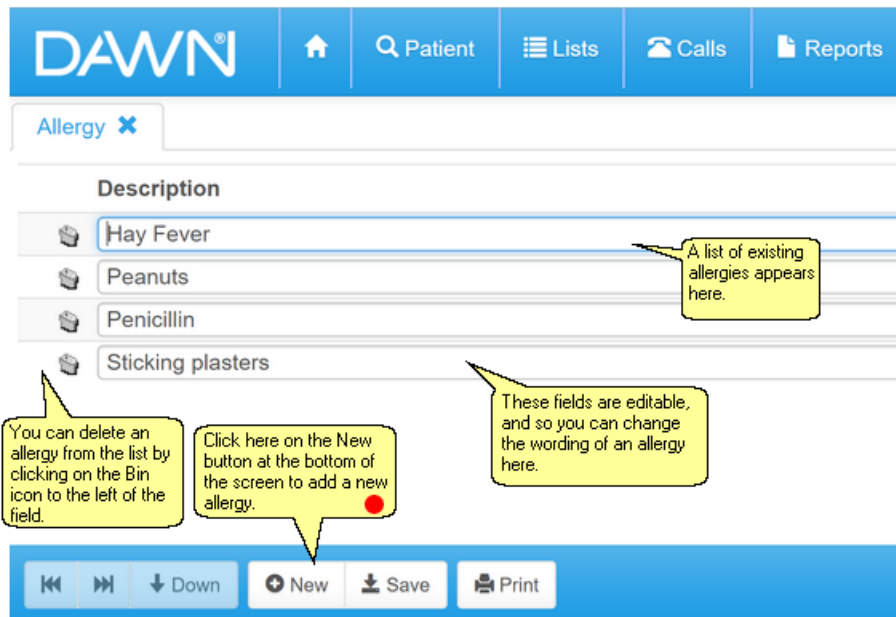 DAWN®
Patient
Lists
Calls
Reports
Allergy
Description
Hay Fever
A list of existing
allergies appears
here.
Peanuts
Penicillin
Sticking plasters
These fields are editable,
and so you can change
the wording of an allergy
here.
You can delete an
allergy from the list by
clicking on the Bin
icon to the left of the
field.
Click here on the New
button at the bottom of
the screen to add a new
allergy.
Down
New
Save
Print